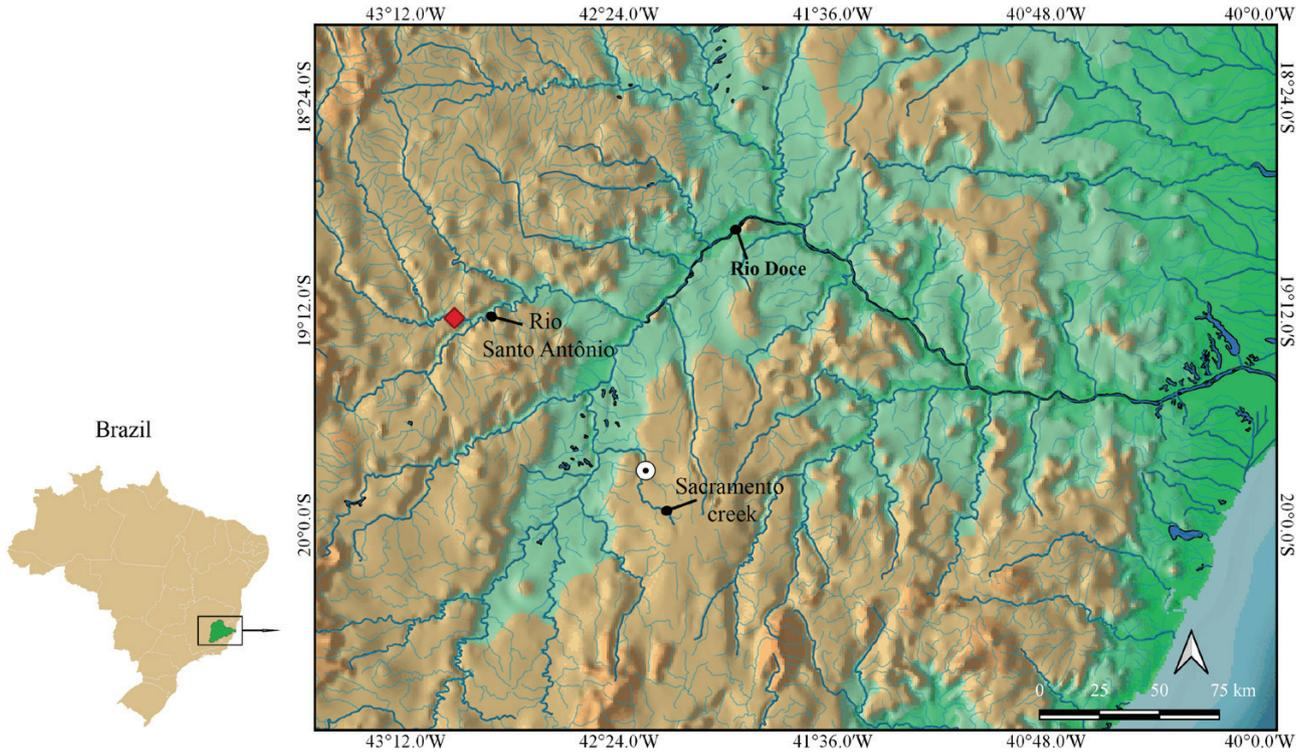 43°12.0'W 42°24.0'W 41°36.0'W 40°48.0'W 40°0.0'W
18°24.0'S
18°24.0'S
Rio Doce
19°12.0'S
19°12.0'S
Rio
Santo Antônio
Brazil
Sacramento
creek
20°0.0'S
20°0.0'S
0 25 50 75 km
43°12.0'W 42°24.0'W 41°36.0'W 40°48.0'W 40°0.0'W